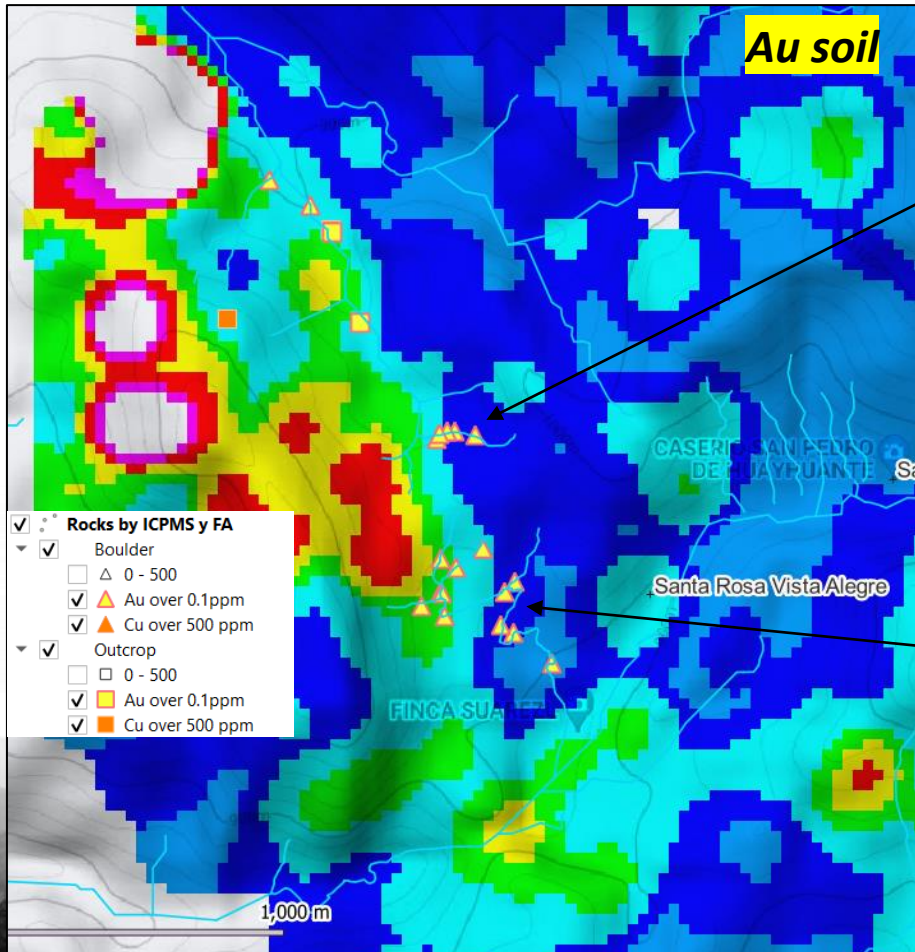 Au soil
CASERIO SAN PEDRO
DE HUAYHUANTE
Sa
Rocks by ICPMS y FA
Boulder
0 - 500
Au over 0.1ppm
Cu over 500 ppm
Outcrop
0 - 500
Au over 0.1ppm
Cu over 500 ppm
Santa Rosa Vista Alegre
FINCA SUAREZ
1,000 m